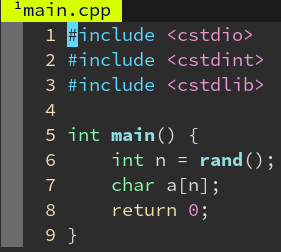 ¹main.cpp
1 #include <cstdio>
2 #include <cstdint>
3 #include <cstdlib>
4
5 int main() {
6     int n = rand();
7     char a[n];
8     return 0;
9 }